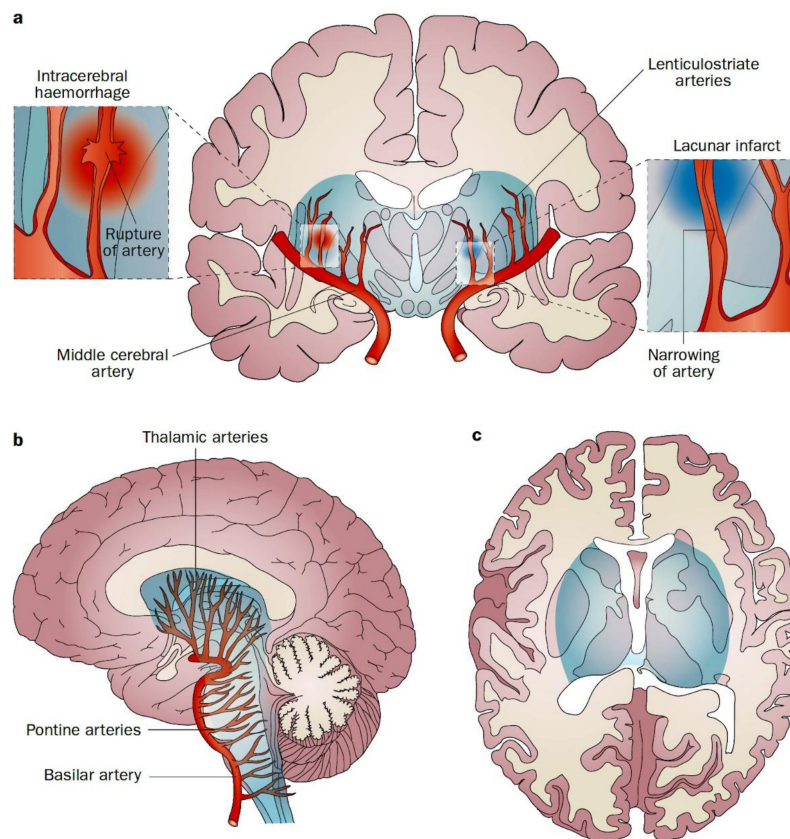 a
Intracerebral
haemorrhage
Rupture
of artery
Lenticulostriate
arteries
Lacunar infarct
Middle cerebral
artery
Narrowing
of artery
b
Thalamic arteries
Pontine arteries
Basilar artery
c